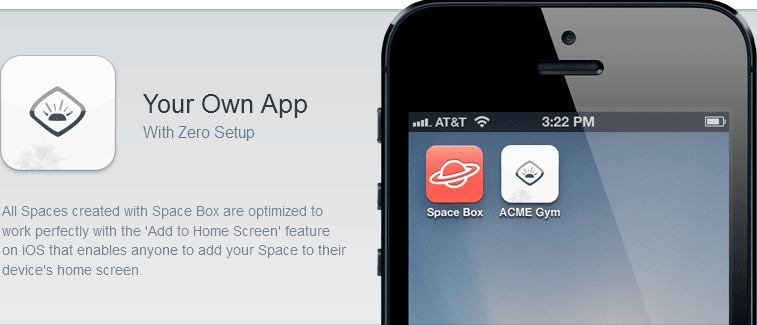 Your Own App
With Zero Setup
All Spaces created with Space Box are optimized to
work perfectly with the 'Add to Home Screen' feature
on iOS that enables anyone to add your Space to their
device's home screen.
AT&T 3:22 PM
Space Box ACME Gym